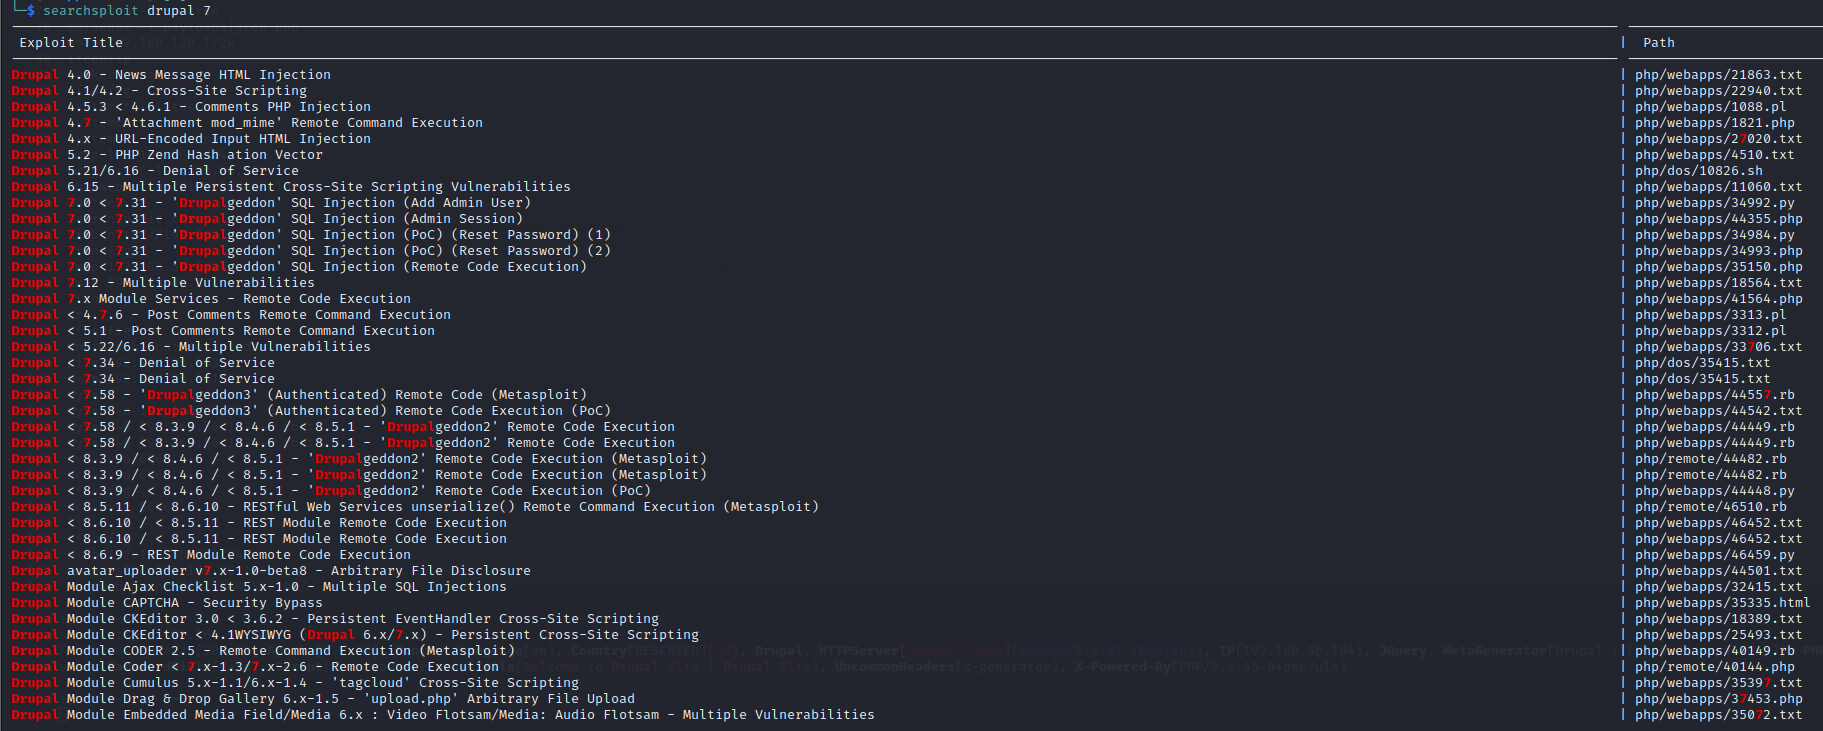 └─$ searchsploit drupal 7
Exploit Title | Path
Drupal 4.0 - News Message HTML Injection | php/webapps/21863.txt
Drupal 4.1/4.2 - Cross-Site Scripting | php/webapps/22940.txt
Drupal 4.5.3 < 4.6.1 - Comments PHP Injection | php/webapps/1088.pl
Drupal 4.7 - 'Attachment mod_mime' Remote Command Execution | php/webapps/1821.php
Drupal 4.x - URL-Encoded Input HTML Injection | php/webapps/27020.txt
Drupal 5.2 - PHP Zend Hash ation Vector | php/webapps/4510.txt
Drupal 5.21/6.16 - Denial of Service | php/dos/10826.sh
Drupal 6.15 - Multiple Persistent Cross-Site Scripting Vulnerabilities | php/webapps/11060.txt
Drupal 7.0 < 7.31 - 'Drupalgeddon' SQL Injection (Add Admin User) | php/webapps/34992.py
Drupal 7.0 < 7.31 - 'Drupalgeddon' SQL Injection (Admin Session) | php/webapps/44355.php
Drupal 7.0 < 7.31 - 'Drupalgeddon' SQL Injection (PoC) (Reset Password) (1) | php/webapps/34984.py
Drupal 7.0 < 7.31 - 'Drupalgeddon' SQL Injection (PoC) (Reset Password) (2) | php/webapps/34993.php
Drupal 7.0 < 7.31 - 'Drupalgeddon' SQL Injection (Remote Code Execution) | php/webapps/35150.php
Drupal 7.12 - Multiple Vulnerabilities | php/webapps/18564.txt
Drupal 7.x Module Services - Remote Code Execution | php/webapps/41564.php
Drupal < 4.7.6 - Post Comments Remote Command Execution | php/webapps/3313.pl
Drupal < 5.1 - Post Comments Remote Command Execution | php/webapps/3312.pl
Drupal < 5.22/6.16 - Multiple Vulnerabilities | php/webapps/33706.txt
Drupal < 7.34 - Denial of Service | php/dos/35415.txt
Drupal < 7.34 - Denial of Service | php/dos/35415.txt
Drupal < 7.58 - 'Drupalgeddon3' (Authenticated) Remote Code (Metasploit) | php/webapps/44557.rb
Drupal < 7.58 - 'Drupalgeddon3' (Authenticated) Remote Code Execution (PoC) | php/webapps/44542.txt
Drupal < 7.58 / < 8.3.9 / < 8.4.6 / < 8.5.1 - 'Drupalgeddon2' Remote Code Execution | php/webapps/44449.rb
Drupal < 7.58 / < 8.3.9 / < 8.4.6 / < 8.5.1 - 'Drupalgeddon2' Remote Code Execution | php/webapps/44449.rb
Drupal < 8.3.9 / < 8.4.6 / < 8.5.1 - 'Drupalgeddon2' Remote Code Execution (Metasploit) | php/remote/44482.rb
Drupal < 8.3.9 / < 8.4.6 / < 8.5.1 - 'Drupalgeddon2' Remote Code Execution (Metasploit) | php/remote/44482.rb
Drupal < 8.3.9 / < 8.4.6 / < 8.5.1 - 'Drupalgeddon2' Remote Code Execution (PoC) | php/webapps/44448.py
Drupal < 8.5.11 / < 8.6.10 - RESTful Web Services unserialize() Remote Command Execution (Metasploit) | php/remote/46510.rb
Drupal < 8.6.10 / < 8.5.11 - REST Module Remote Code Execution | php/webapps/46452.txt
Drupal < 8.6.10 / < 8.5.11 - REST Module Remote Code Execution | php/webapps/46452.txt
Drupal < 8.6.9 - REST Module Remote Code Execution | php/webapps/46459.py
Drupal avatar_uploader v7.x-1.0-beta8 - Arbitrary File Disclosure | php/webapps/44501.txt
Drupal Module Ajax Checklist 5.x-1.0 - Multiple SQL Injections | php/webapps/32415.txt
Drupal Module CAPTCHA - Security Bypass | php/webapps/35335.html
Drupal Module CKEditor 3.0 < 3.6.2 - Persistent EventHandler Cross-Site Scripting | php/webapps/18389.txt
Drupal Module CKEditor < 4.1WYSIWYG (Drupal 6.x/7.x) - Persistent Cross-Site Scripting | php/webapps/25493.txt
Drupal Module CODER 2.5 - Remote Command Execution (Metasploit) | php/webapps/40149.rb
Drupal Module Coder < 7.x-1.3/7.x-2.6 - Remote Code Execution | php/remote/40144.php
Drupal Module Cumulus 5.x-1.1/6.x-1.4 - 'tagcloud' Cross-Site Scripting | php/webapps/35397.txt
Drupal Module Drag & Drop Gallery 6.x-1.5 - 'upload.php' Arbitrary File Upload | php/webapps/37453.php
Drupal Module Embedded Media Field/Media 6.x : Video Flotsam/Media: Audio Flotsam - Multiple Vulnerabilities | php/webapps/35072.txt